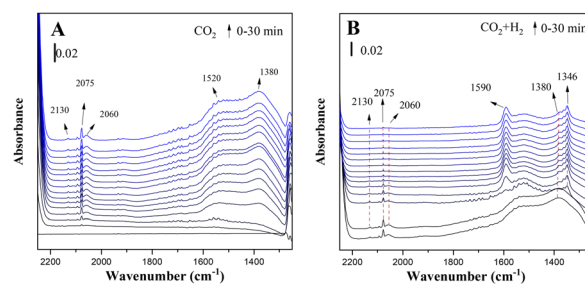 A
CO2 ↑ 0-30 min
0.02
2130
2075
2060
1520
1380
Absorbance
2200 2000 1800 1600 1400
Wavenumber (cm-1)
B
CO2+H2 ↑ 0-30 min
0.02
2130
2075
2060
1590
1380
1346
Absorbance
2200 2000 1800 1600 1400
Wavenumber (cm-1)